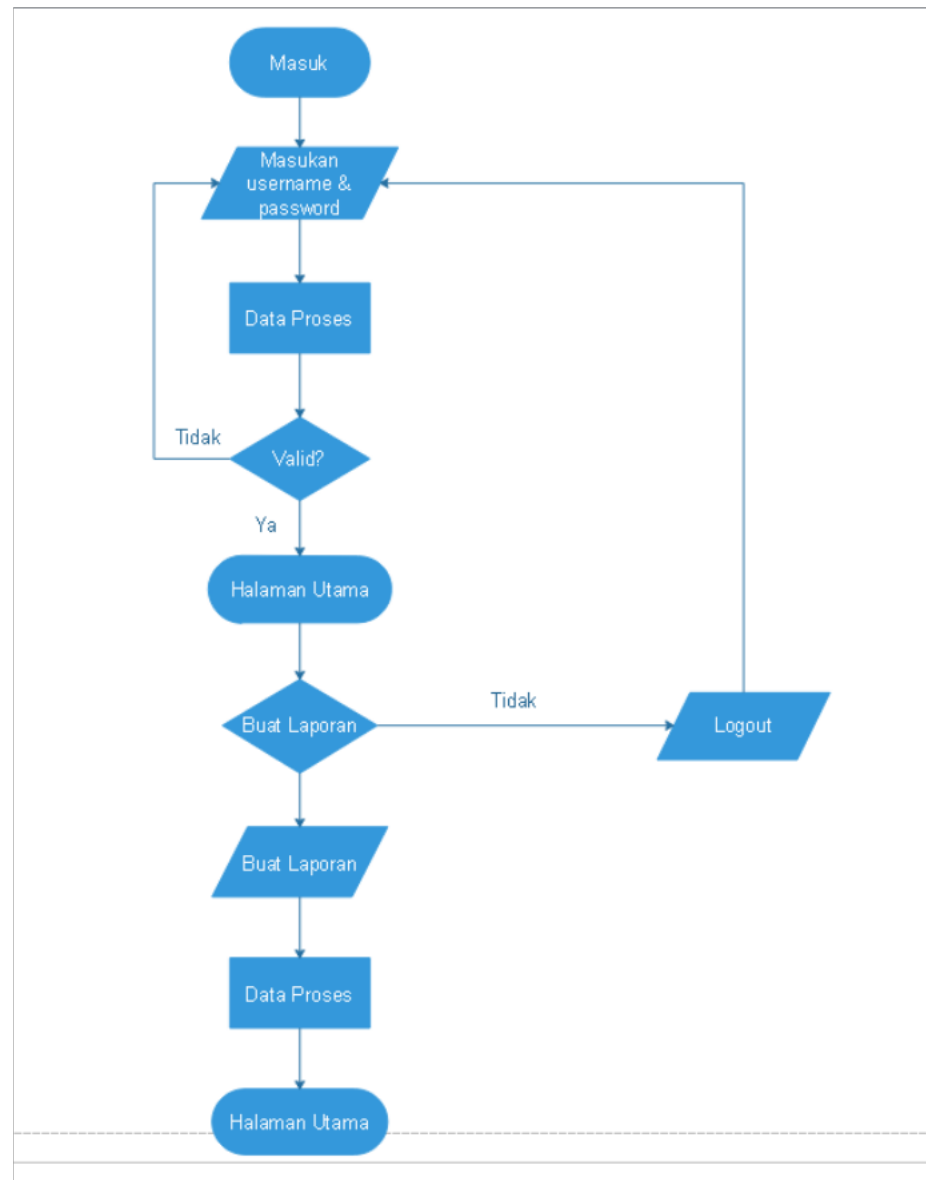 Masuk
Masukan
username &
password
Data Proses
Tidak
Valid?
Ya
Halaman Utama
Buat Laporan
Tidak
Logout
Buat Laporan
Data Proses
Halaman Utama